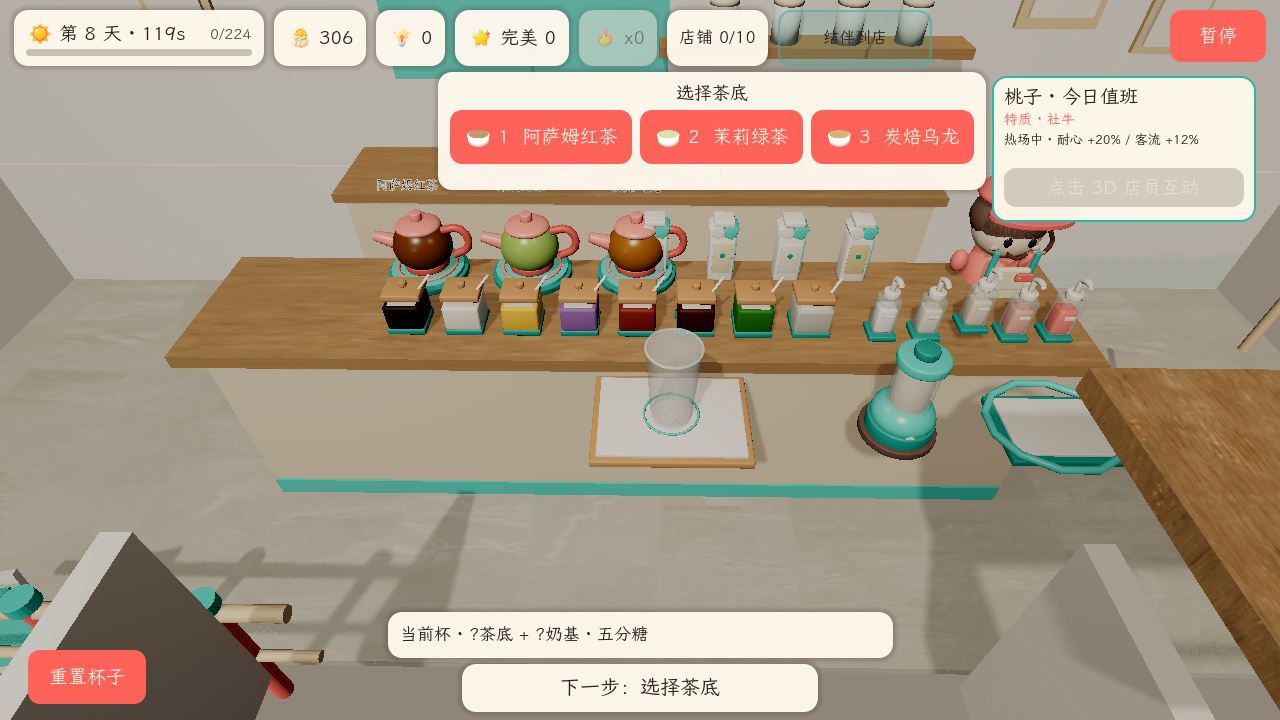 第 8 天・119s
0/224
306
0
完美 0
x0
店铺 0/10
结伴到店
暂停
选择茶底
1 阿萨姆红茶
2 茉莉绿茶
3 炭焙乌龙
桃子・今日值班
特质・社牛
热场中・耐心 +20% / 客流 +12%
点击 3D 店员互动
阿萨姆红茶
当前杯・?茶底 + ?奶基・五分糖
重置杯子
下一步: 选择茶底